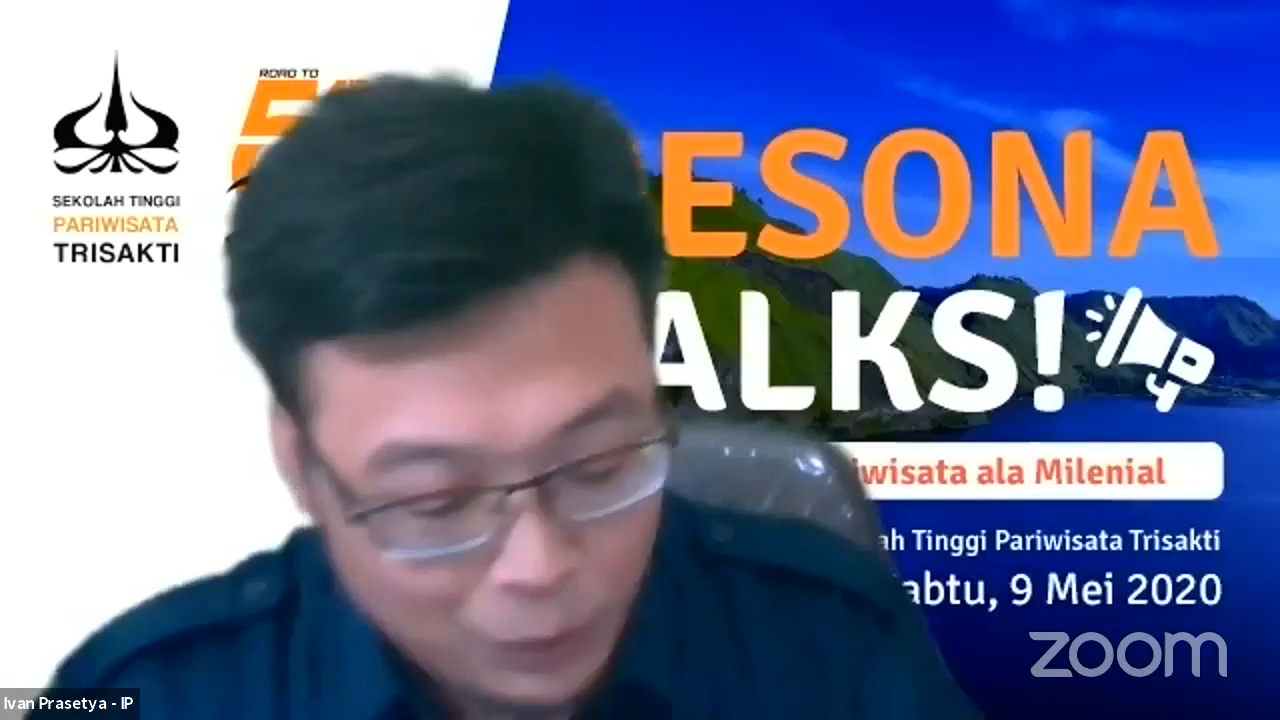 SEKOLAH TINGGI
PARIWISATA
TRISAKTI
ROAD TO
ESONA
ALKS!
iwisata ala Milenial
ah Tinggi Pariwisata Trisakti
abtu, 9 Mei 2020
zoom
Ivan Prasetya - IP